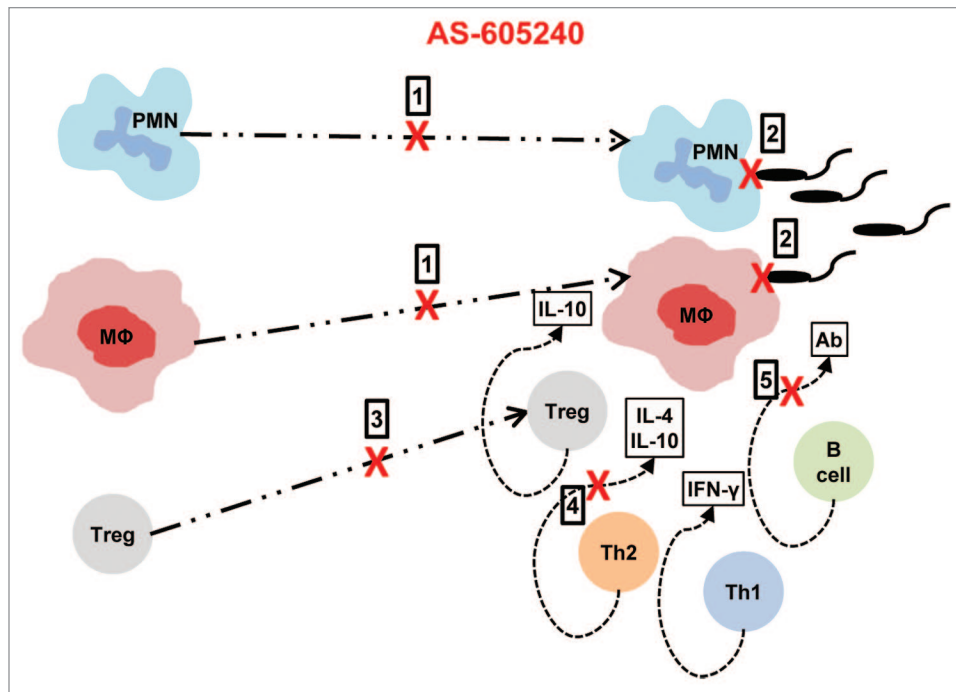 AS-605240
1
PMN
PMN
2
1
2
MΦ
MΦ
IL-10
Ab
5
3
Treg
IL-4
IL-10
B
cell
IFN-γ
4
Treg
Th2
Th1